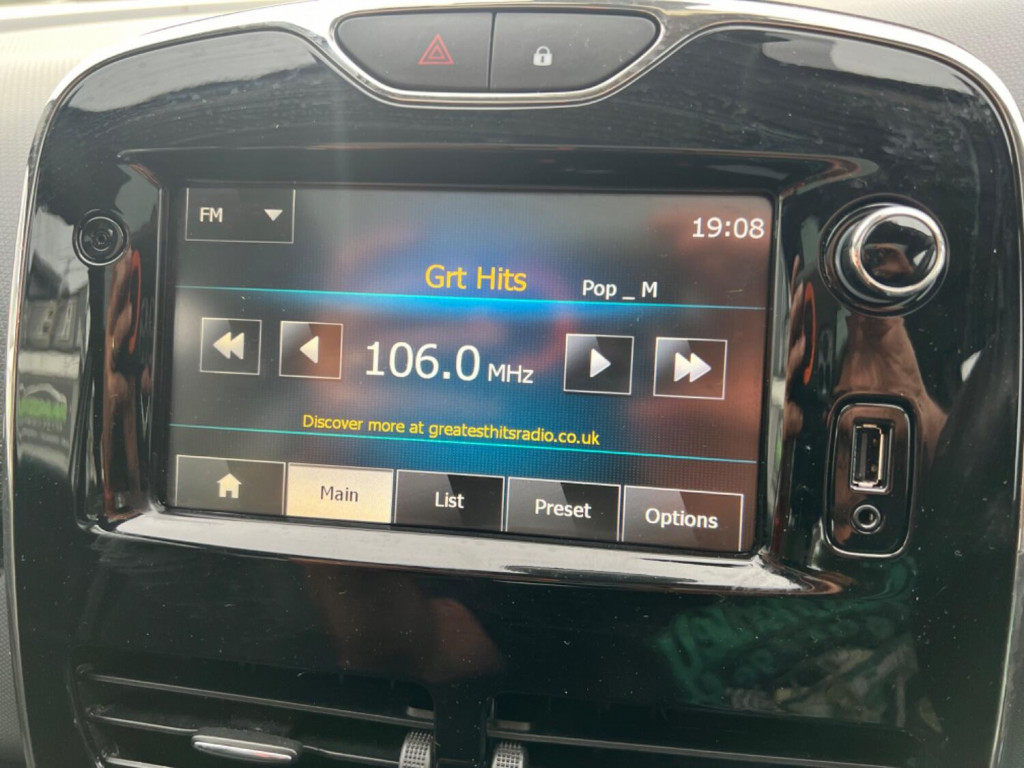 FM
19:08
Grt Hits
Pop _ M
106.0 MHz
Discover more at greatesthitsradio.co.uk
Main
List
Preset
Options